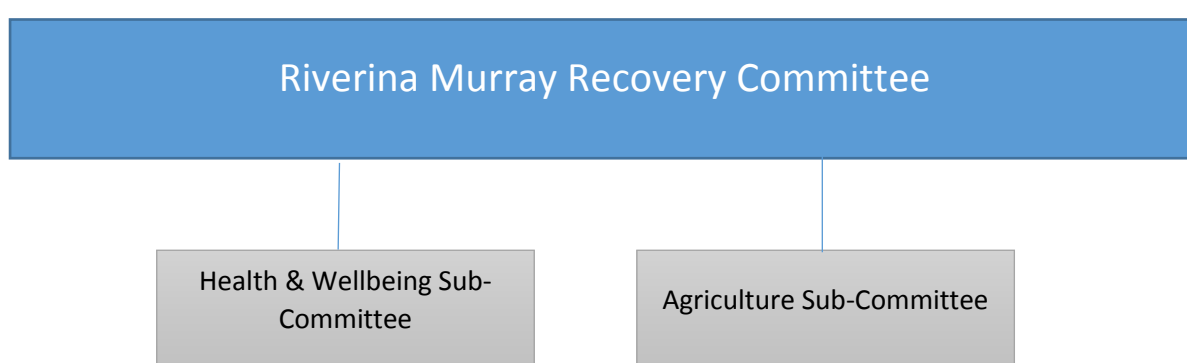 Riverina Murray Recovery Committee
Health & Wellbeing Sub-
Committee
Agriculture Sub-Committee